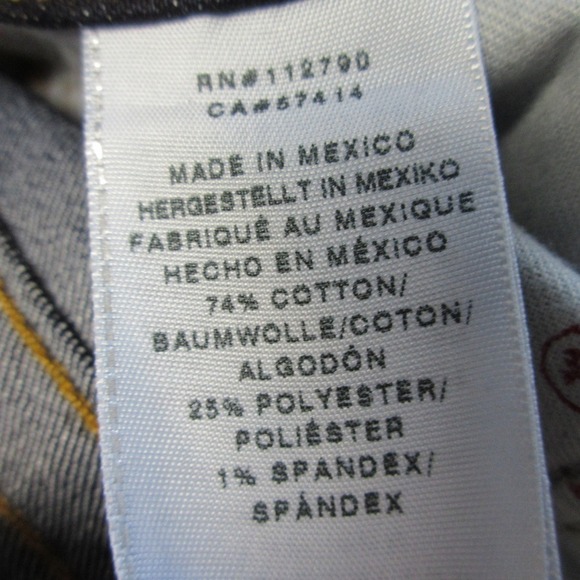 RN#112790
CA#57414
MADE IN MEXICO
HERGESTELLT IN MEXIKO
FABRIQUÉ AU MEXIQUE
HECHO EN MÉXICO
74% COTTON/
BAUMWOLLE/COTON/
ALGODÓN
25% POLYESTER/
POLIÉSTER
1% SPANDEX/
SPÁNDEX